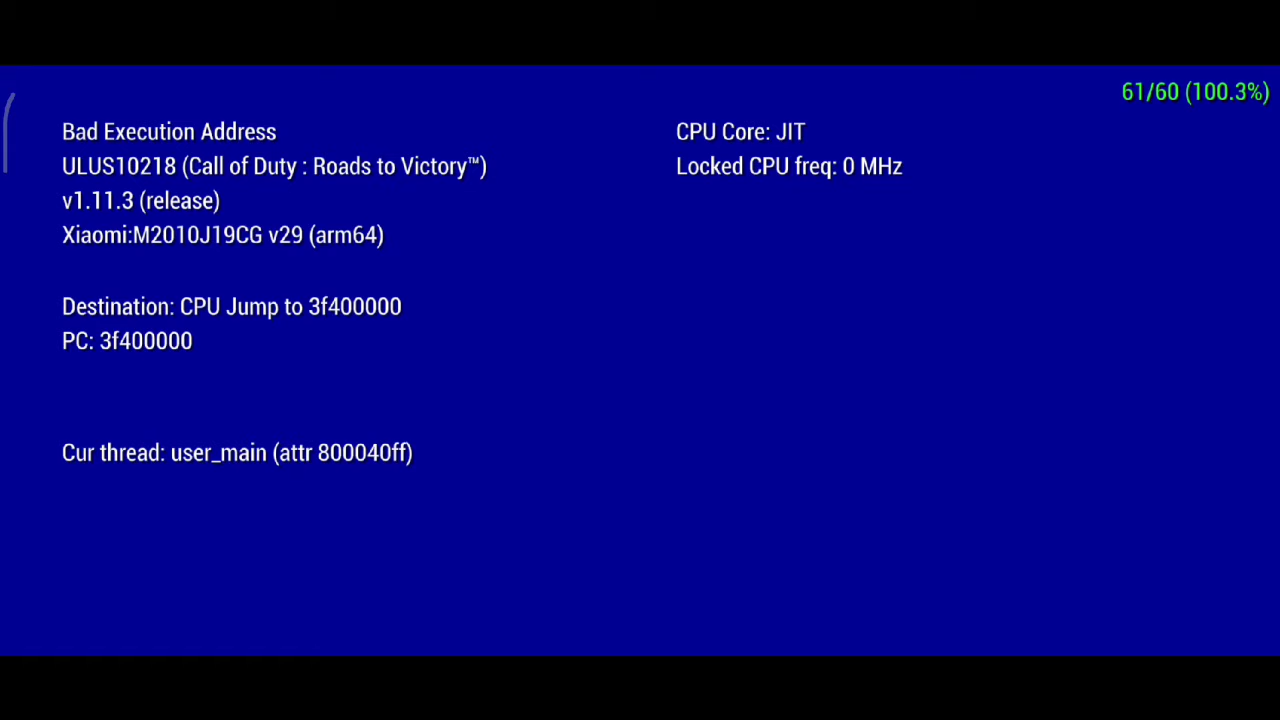 61/60 (100.3%)
Bad Execution Address
ULUS10218 (Call of Duty : Roads to Victory™)
v1.11.3 (release)
Xiaomi:M2010J19CG v29 (arm64)
Destination: CPU Jump to 3f400000
PC: 3f400000
Cur thread: user_main (attr 800040ff)
CPU Core: JIT
Locked CPU freq: 0 MHz